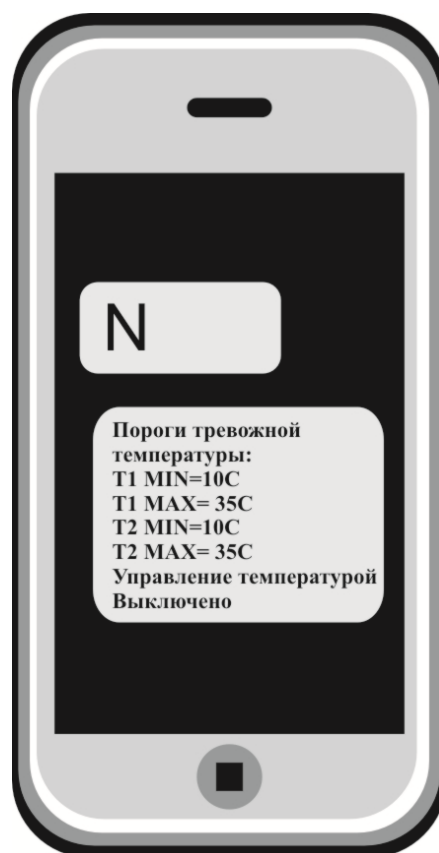 N
Пороги тревожной
температуры:
T1 MIN=10C
T1 MAX= 35C
T2 MIN=10C
T2 MAX= 35C
Управление температурой
Выключено